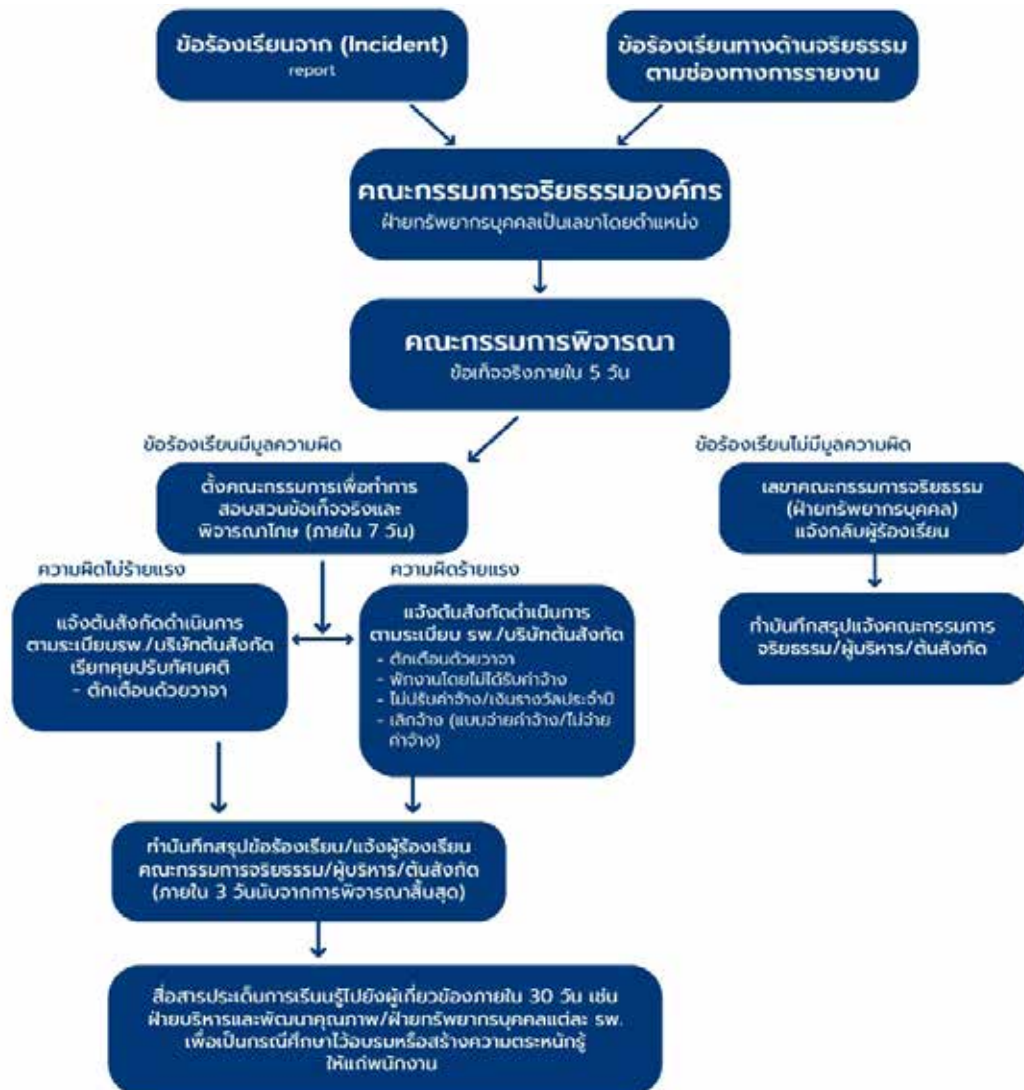 ข้อร้องเรียนจาก (Incident)
report
ข้อร้องเรียนทางด้านจริยธรรม
ตามช่องทางการรายงาน
คณะกรรมการจริยธรรมองค์กร
ฝ่ายทรัพยากรบุคคลเป็นเลขาโดยตำแหน่ง
คณะกรรมการพิจารณา
ข้อเท็จจริงภายใน 5 วัน
ข้อร้องเรียนมีมูลความผิด
ตั้งคณะกรรมการเพื่อทำการ
สอบสวนข้อเท็จจริงและ
พิจารณาโทษ (ภายใน 7 วัน)
ข้อร้องเรียนไม่มีมูลความผิด
เลขาคณะกรรมการจริยธรรม
(ฝ่ายทรัพยากรบุคคล)
แจ้งกลับผู้ร้องเรียน
ความผิดไม่ร้ายแรง
แจ้งต้นสังกัดดำเนินการ
ตามระเบียบรพ./บริษัทต้นสังกัด
เรียกคุยปรับทัศนคติ
- ตักเตือนด้วยวาจา
ความผิดร้ายแรง
แจ้งต้นสังกัดดำเนินการ
ตามระเบียบ รพ./บริษัทต้นสังกัด
- ตักเตือนด้วยวาจา
- พักงานโดยไม่ได้รับค่าจ้าง
- ไม่ปรับค่าจ้าง/เงินรางวัลประจำปี
- เลิกจ้าง (แบบจ่ายค่าจ้าง/ไม่จ่าย
ค่าจ้าง)
ทำบันทึกสรุปแจ้งคณะกรรมการ
จริยธรรม/ผู้บริหาร/ต้นสังกัด
ทำบันทึกสรุปข้อร้องเรียน/แจ้งผู้ร้องเรียน
คณะกรรมการจริยธรรม/ผู้บริหาร/ต้นสังกัด
(ภายใน 3 วันนับจากการพิจารณาสิ้นสุด)
สื่อสารประเด็นการเรียนรู้ไปยังผู้เกี่ยวข้องภายใน 30 วัน เช่น
ฝ่ายบริหารและพัฒนาคุณภาพ/ฝ่ายทรัพยากรบุคคลแต่ละ รพ.
เพื่อเป็นกรณีศึกษาไว้อบรมหรือสร้างความตระหนักรู้
ให้แก่พนักงาน